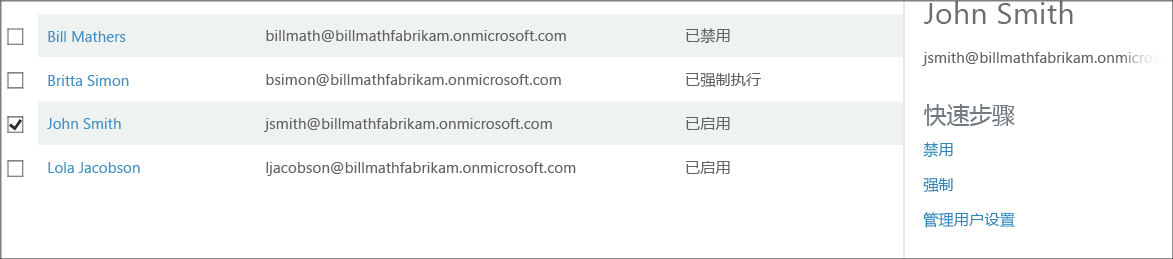 Bill Mathers billmath@billmathfabrikam.onmicrosoft.com 已禁用
Britta Simon bsimon@billmathfabrikam.onmicrosoft.com 已强制执行
John Smith jsmith@billmathfabrikam.onmicrosoft.com 已启用
Lola Jacobson ljacobson@billmathfabrikam.onmicrosoft.com 已启用
John Smith
jsmith@billmathfabrikam.onmicroso
快速步骤
禁用
强制
管理用户设置